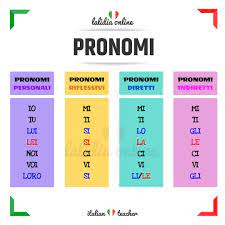 lalidia online
PRONOMI
PRONOMI PERSONALI PRONOMI RIFLESSIVI PRONOMI DIRETTI PRONOMI INDIRETTI
IO MI MI MI
TU TI TI TI
LUI SI LO GLI
LEI SI LA LE
NOI CI CI CI
VOI VI VI VI
LORO SI LI/LE GLI
italian teacher